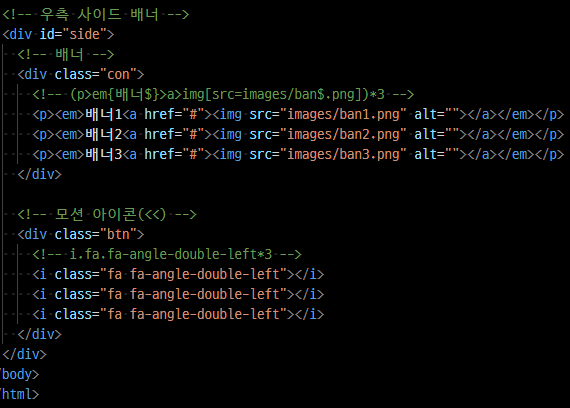 <!-- 우측 사이드 배너 -->
<div id="side">
<!-- 배너 -->
<div class="con">
<!-- (p>em{배너$}>a>img[src=images/ban$.png])*3 -->
<p><em>배너1<a href="#"><img src="images/ban1.png" alt=""></a></em></p>
<p><em>배너2<a href="#"><img src="images/ban2.png" alt=""></a></em></p>
<p><em>배너3<a href="#"><img src="images/ban3.png" alt=""></a></em></p>
</div>
<!-- 모션 아이콘(<<) -->
<div class="btn">
<!-- i.fa.fa-angle-double-left*3 -->
<i class="fa fa-angle-double-left"></i>
<i class="fa fa-angle-double-left"></i>
<i class="fa fa-angle-double-left"></i>
</div>
</div>
/body>
/html>